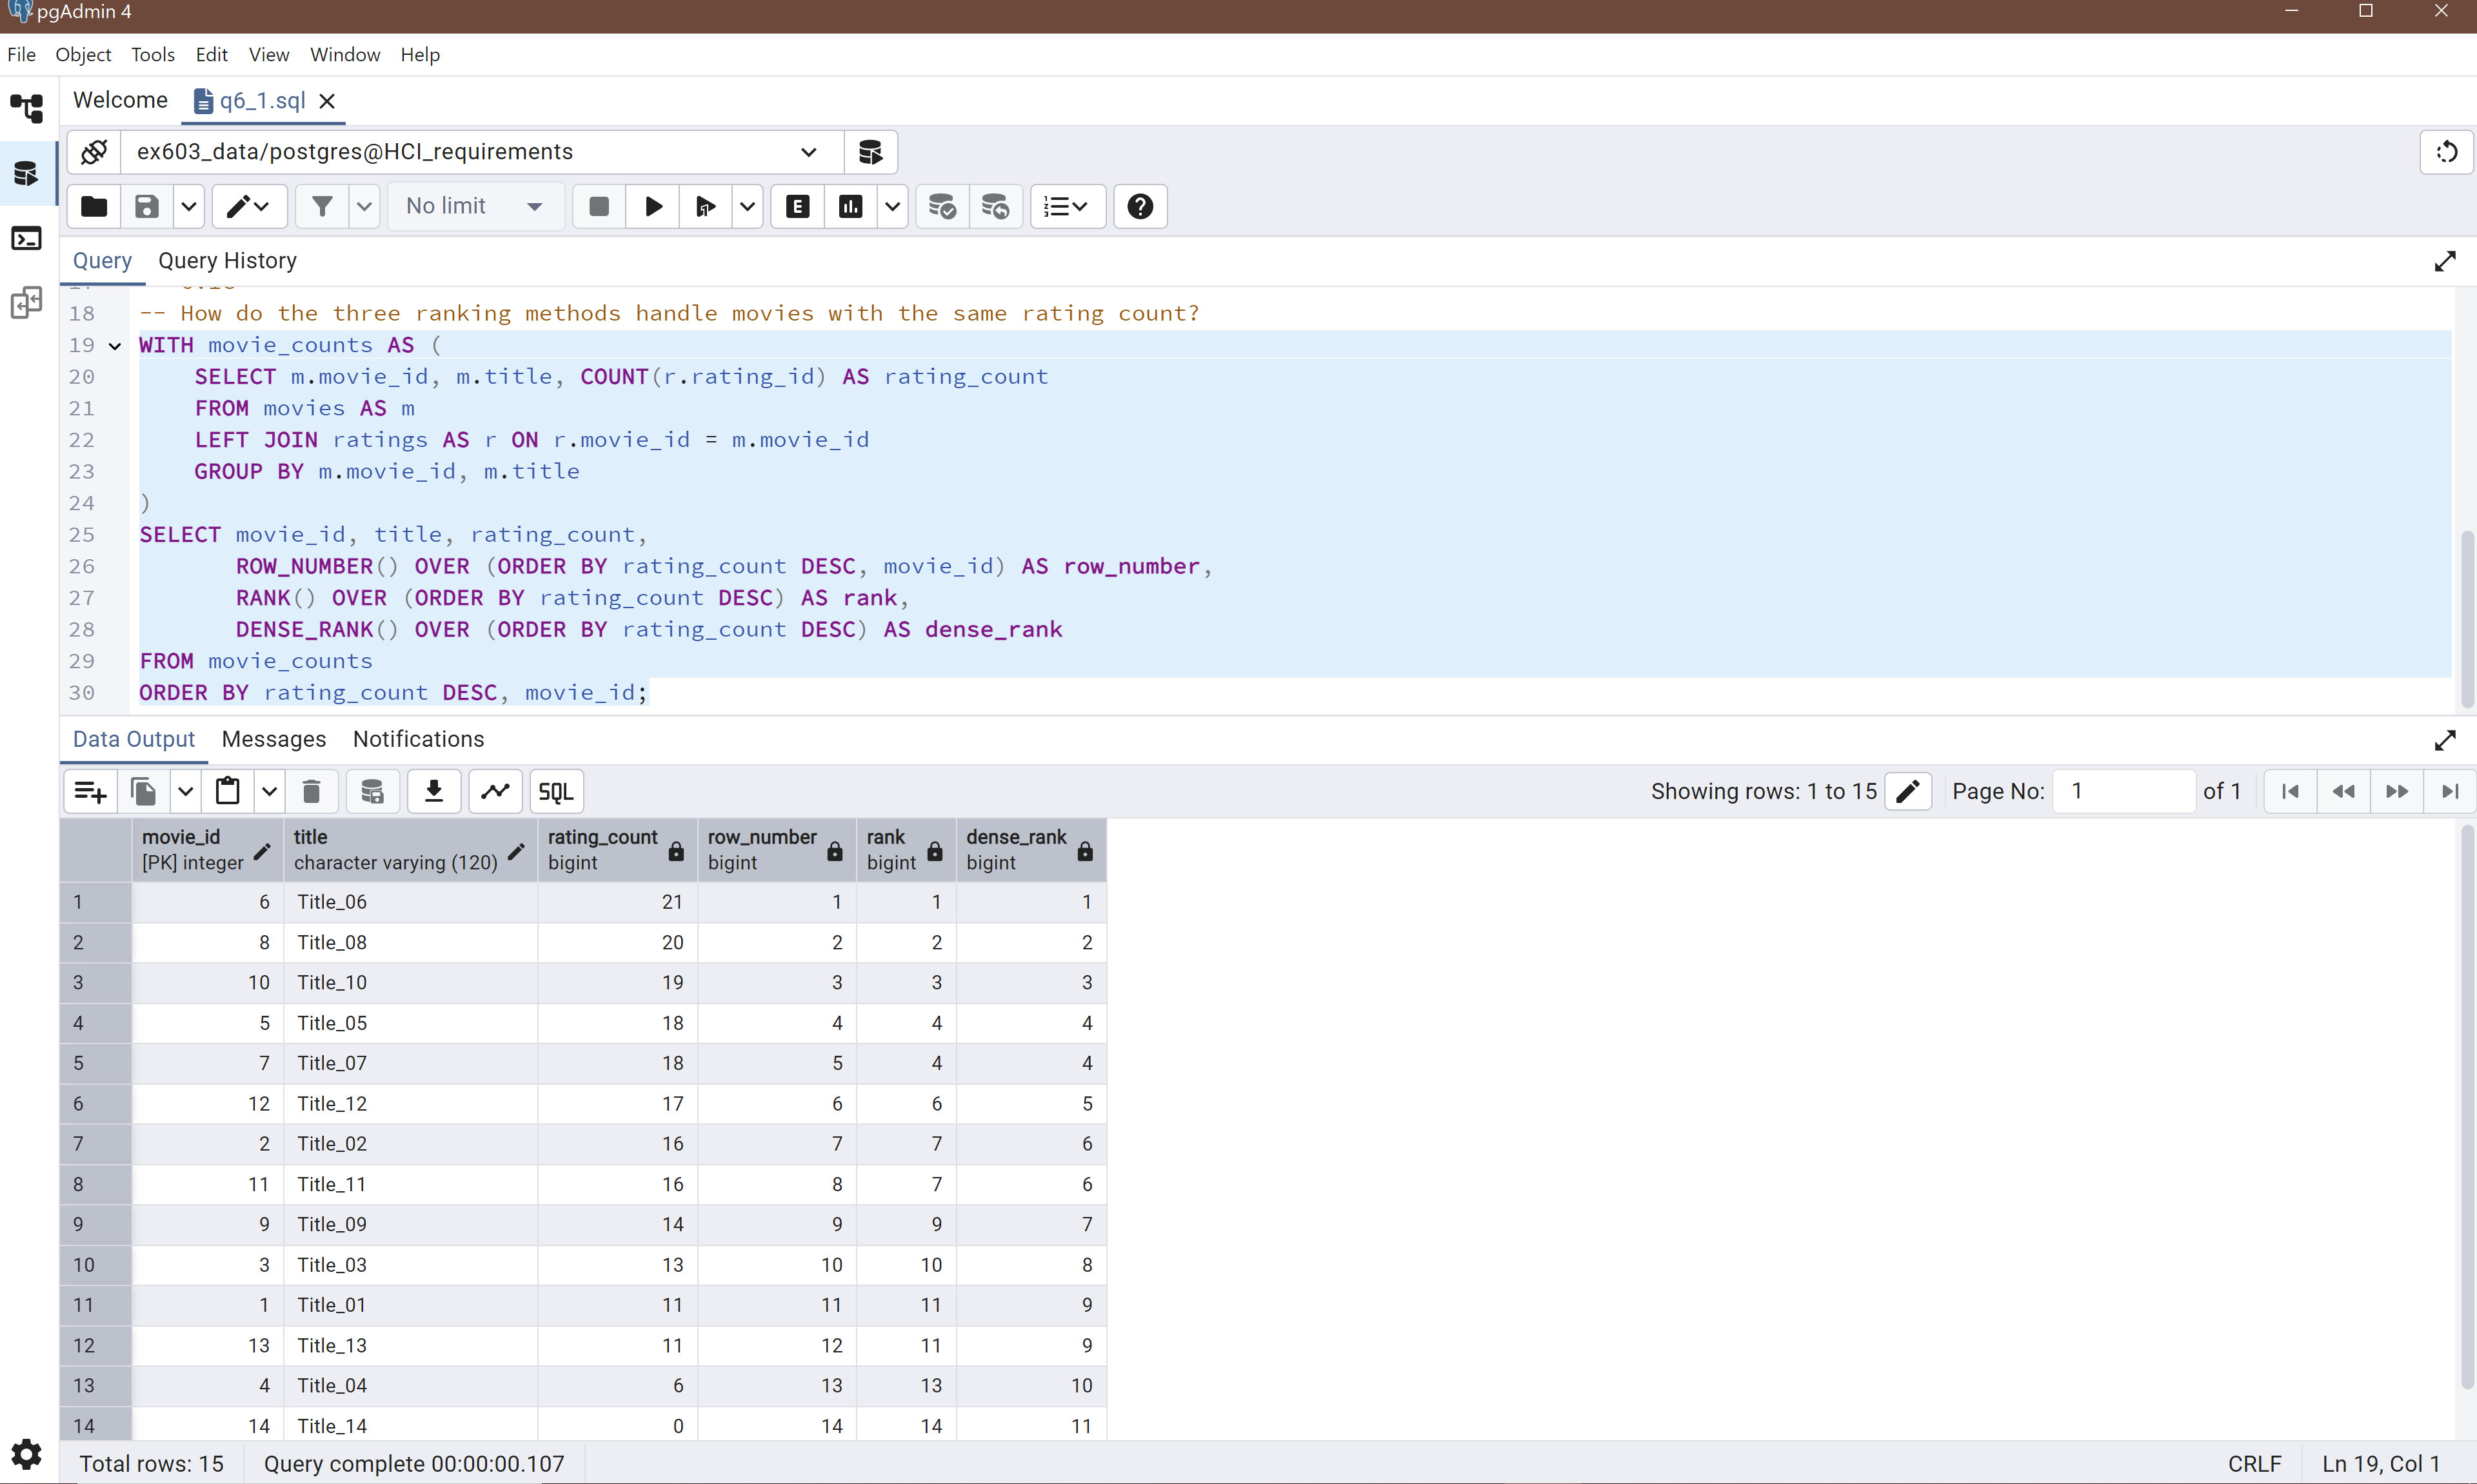 pgAdmin 4
File Object Tools Edit View Window Help
Welcome q6_1.sql
ex603_data/postgres@HCI_requirements
No limit
Query Query History
18 -- How do the three ranking methods handle movies with the same rating count?
19 WITH movie_counts AS (
20 SELECT m.movie_id, m.title, COUNT(r.rating_id) AS rating_count
21 FROM movies AS m
22 LEFT JOIN ratings AS r ON r.movie_id = m.movie_id
23 GROUP BY m.movie_id, m.title
24 )
25 SELECT movie_id, title, rating_count,
26 ROW_NUMBER() OVER (ORDER BY rating_count DESC, movie_id) AS row_number,
27 RANK() OVER (ORDER BY rating_count DESC) AS rank,
28 DENSE_RANK() OVER (ORDER BY rating_count DESC) AS dense_rank
29 FROM movie_counts
30 ORDER BY rating_count DESC, movie_id;
Data Output Messages Notifications
SQL Showing rows: 1 to 15 Page No: 1 of 1
movie_id title rating_count row_number rank dense_rank
[PK] integer character varying (120) bigint bigint bigint bigint
1 6 Title_06 21 1 1 1
2 8 Title_08 20 2 2 2
3 10 Title_10 19 3 3 3
4 5 Title_05 18 4 4 4
5 7 Title_07 18 5 4 4
6 12 Title_12 17 6 6 5
7 2 Title_02 16 7 7 6
8 11 Title_11 16 8 7 6
9 9 Title_09 14 9 9 7
10 3 Title_03 13 10 10 8
11 1 Title_01 11 11 11 9
12 13 Title_13 11 12 11 9
13 4 Title_04 6 13 13 10
14 14 Title_14 0 14 14 11
Total rows: 15 Query complete 00:00:00.107 CRLF Ln 19, Col 1